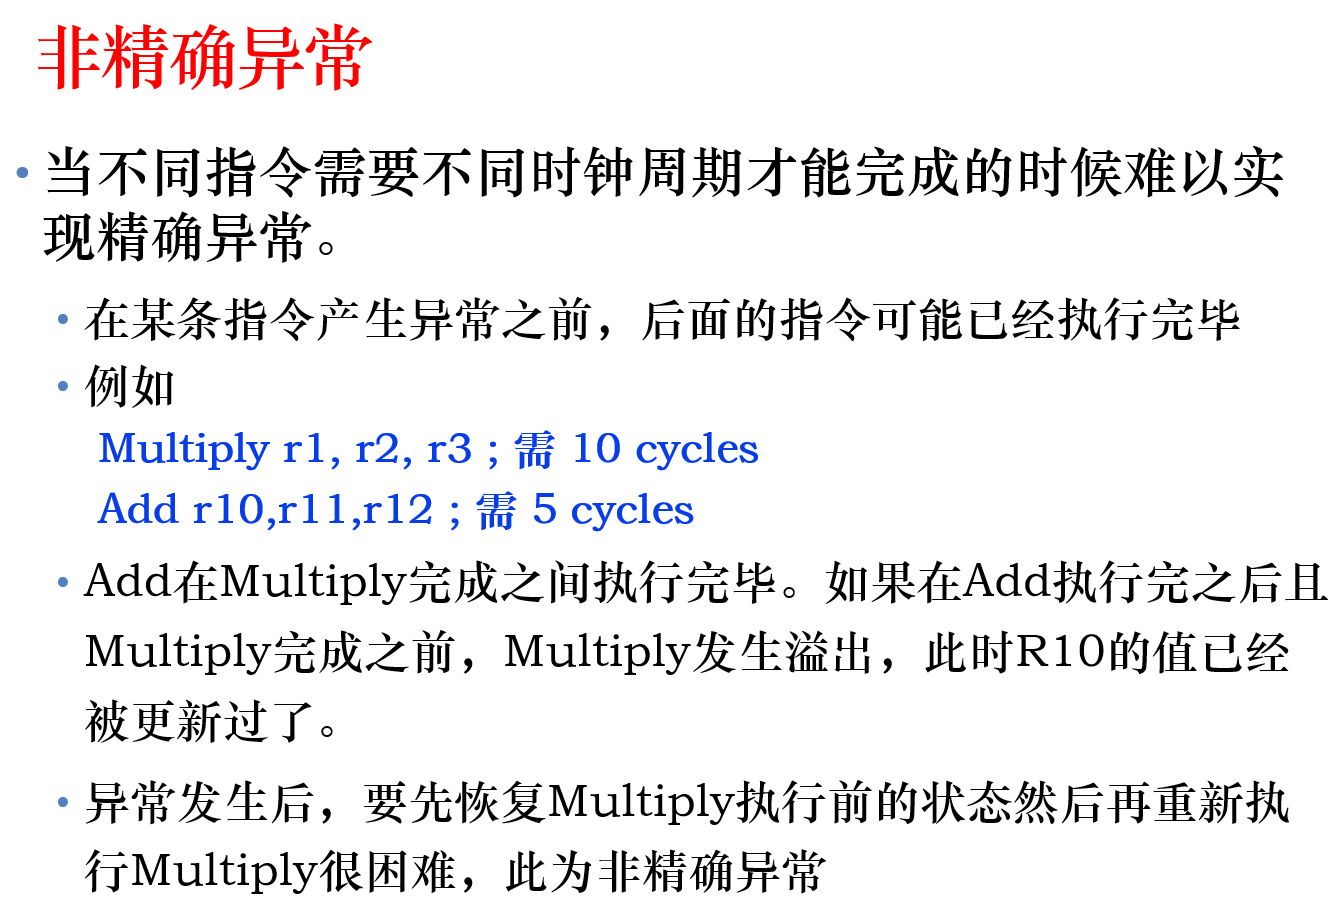 非精确异常
• 当不同指令需要不同时钟周期才能完成的时候难以实
现精确异常。
• 在某条指令产生异常之前，后面的指令可能已经执行完毕
• 例如
Multiply r1, r2, r3 ; 需 10 cycles
Add r10,r11,r12 ; 需 5 cycles
• Add在Multiply完成之间执行完毕。如果在Add执行完之后且
Multiply完成之前，Multiply发生溢出，此时R10的值已经
被更新过了。
• 异常发生后，要先恢复Multiply执行前的状态然后再重新执
行Multiply很困难，此为非精确异常